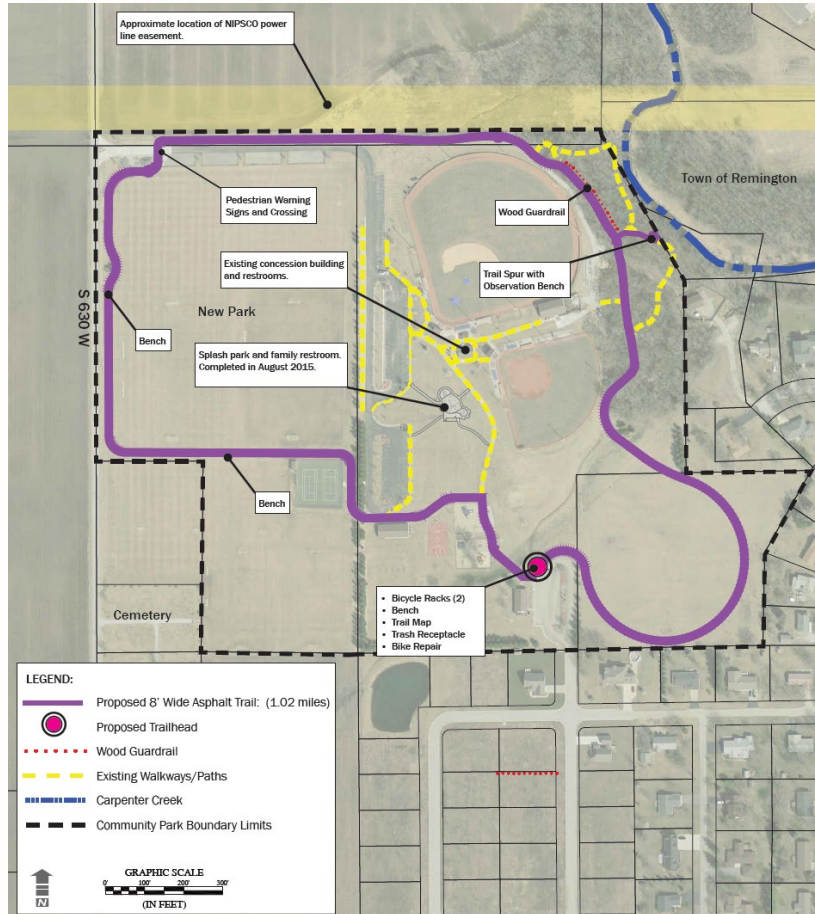 Approximate location of NIPSCO power
line easement.
Town of Remington
Pedestrian Warning
Signs and Crossing
Wood Guardrail
Existing concession building
and restrooms.
Trail Spur with
Observation Bench
S 630 W
New Park
Bench
Splash park and family restroom.
Completed in August 2015.
Bench
• Bicycle Racks (2)
• Bench
• Trail Map
• Trash Receptacle
• Bike Repair
Cemetery
LEGEND:
Proposed 8' Wide Asphalt Trail: (1.02 miles)
Proposed Trailhead
Wood Guardrail
Existing Walkways/Paths
Carpenter Creek
Community Park Boundary Limits
GRAPHIC SCALE
0' 100' 200' 300'
(IN FEET)
N